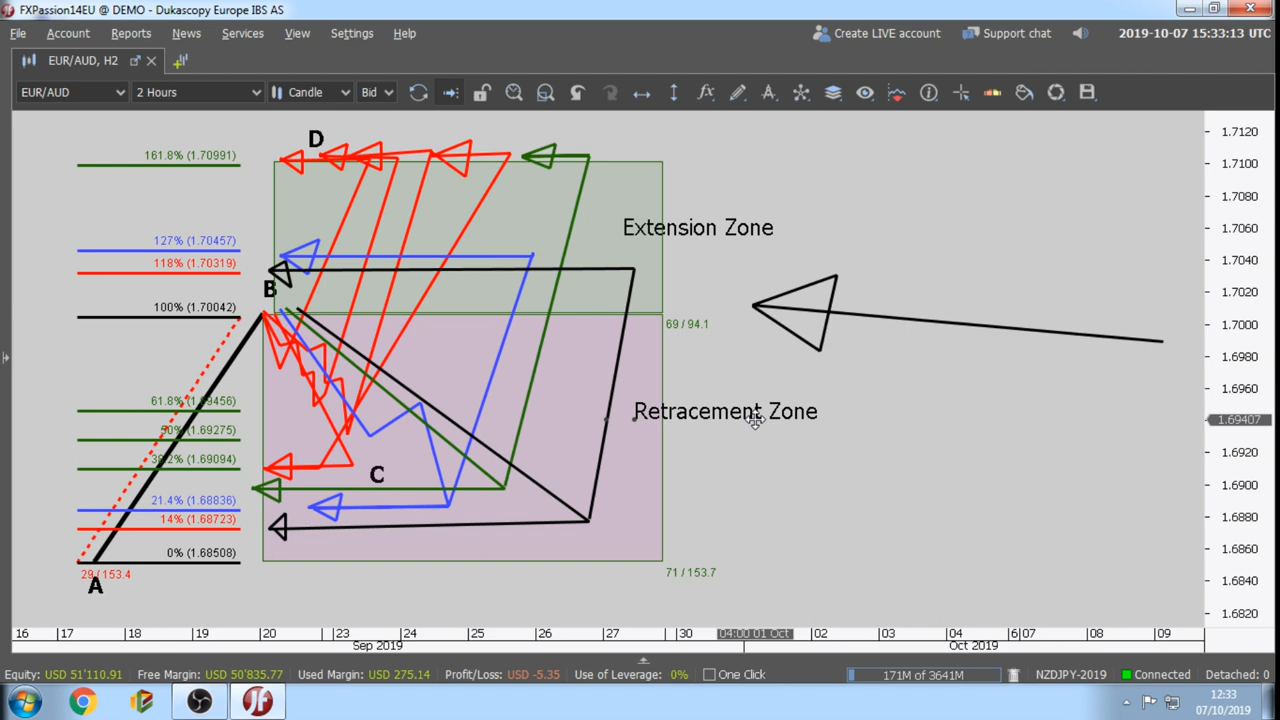 FXPassion14EU @ DEMO - Dukascopy Europe IBS AS
File Account Reports News Services View Settings Help
Create LIVE account Support chat 2019-10-07 15:33:13 UTC
EUR/AUD, H2
EUR/AUD 2 Hours Candle Bid
D
161.8% (1.70991)
127% (1.70457)
118% (1.70319)
B
100% (1.70042)
61.8% (1.69456)
50% (1.69275)
38.2% (1.69094)
21.4% (1.68836)
14% (1.68723)
0% (1.68508)
29 / 153.4
A
C
Extension Zone
69 / 94.1
Retracement Zone
71 / 153.7
1.7120
1.7100
1.7080
1.7060
1.7040
1.7020
1.7000
1.6980
1.6960
1.69407
1.6920
1.6900
1.6880
1.6860
1.6840
1.6820
16 17 18 19 20 23 24 25 26 27 30 04:00 01 Oct 02 03 04 6|07 08 09
Sep 2019 Oct 2019
Equity: USD 51'110.91 Free Margin: USD 50'835.77 Used Margin: USD 275.14 Profit/Loss: USD -5.35 Use of Leverage: 0% One Click 171M of 3641M NZDJPY-2019 Connected Detached: 0
12:33
07/10/2019